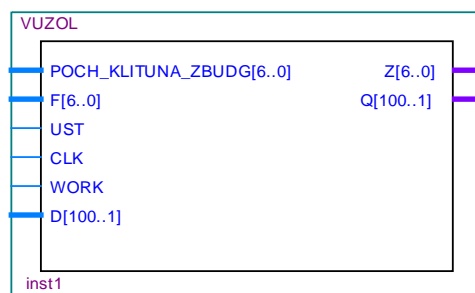 VUZOL
POCH_KLITUNA_ZBUDG[6..0] Z[6..0]
F[6..0] Q[100..1]
UST
CLK
WORK
D[100..1]
inst1